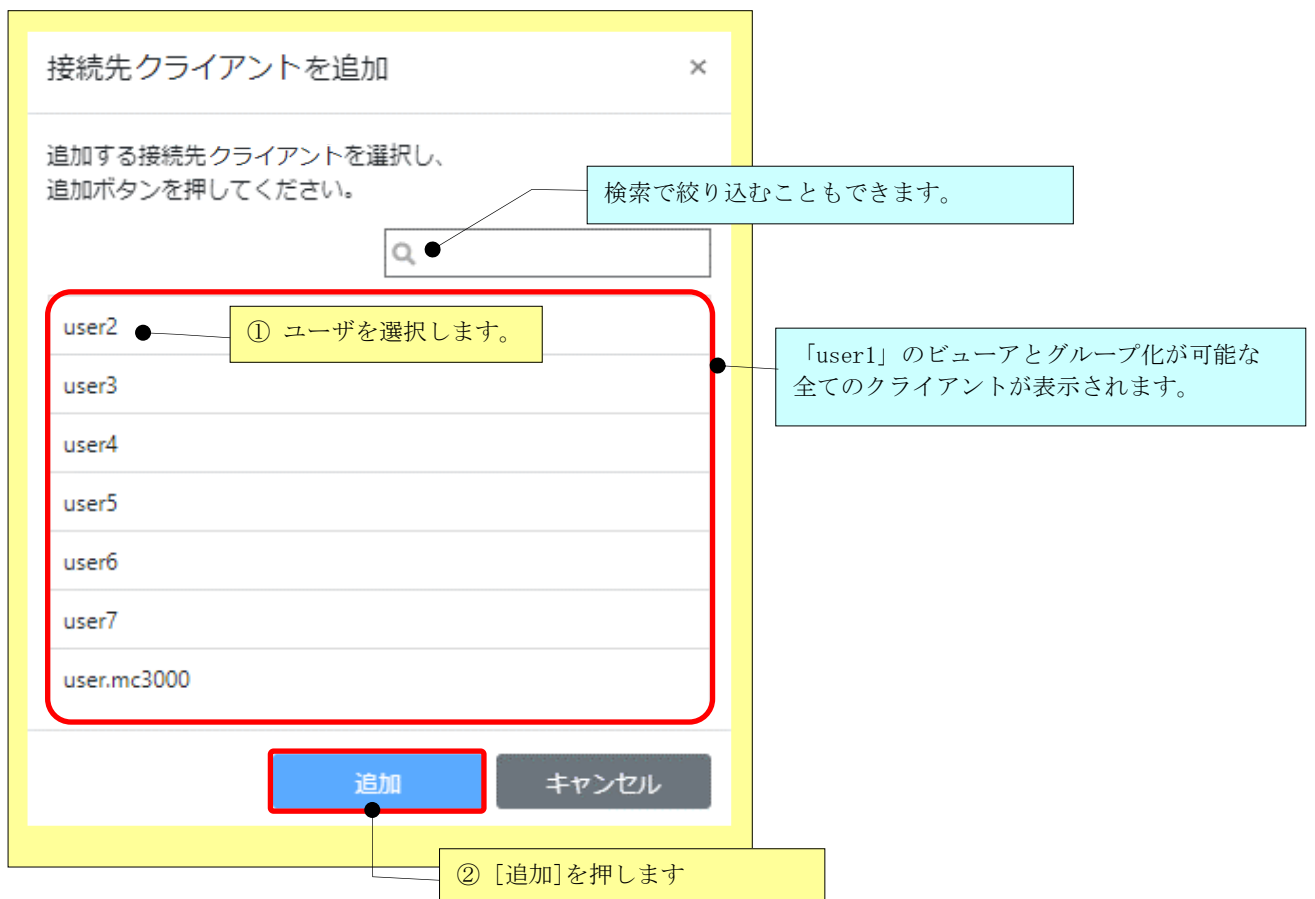 接続先クライアントを追加
×
追加する接続先クライアントを選択し、
追加ボタンを押してください。
検索で絞り込むこともできます。
user2
① ユーザを選択します。
「user1」のビューアとグループ化が可能な
全てのクライアントが表示されます。
user3
user4
user5
user6
user7
user.mc3000
追加
キャンセル
② [追加]を押します